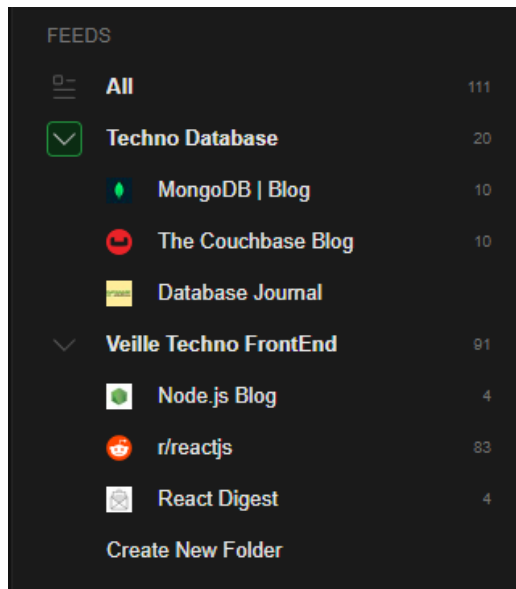 FEEDS
All 111
Techno Database 20
MongoDB | Blog 10
The Couchbase Blog 10
Database Journal
Veille Techno FrontEnd 91
Node.js Blog 4
r/reactjs 83
React Digest 4
Create New Folder